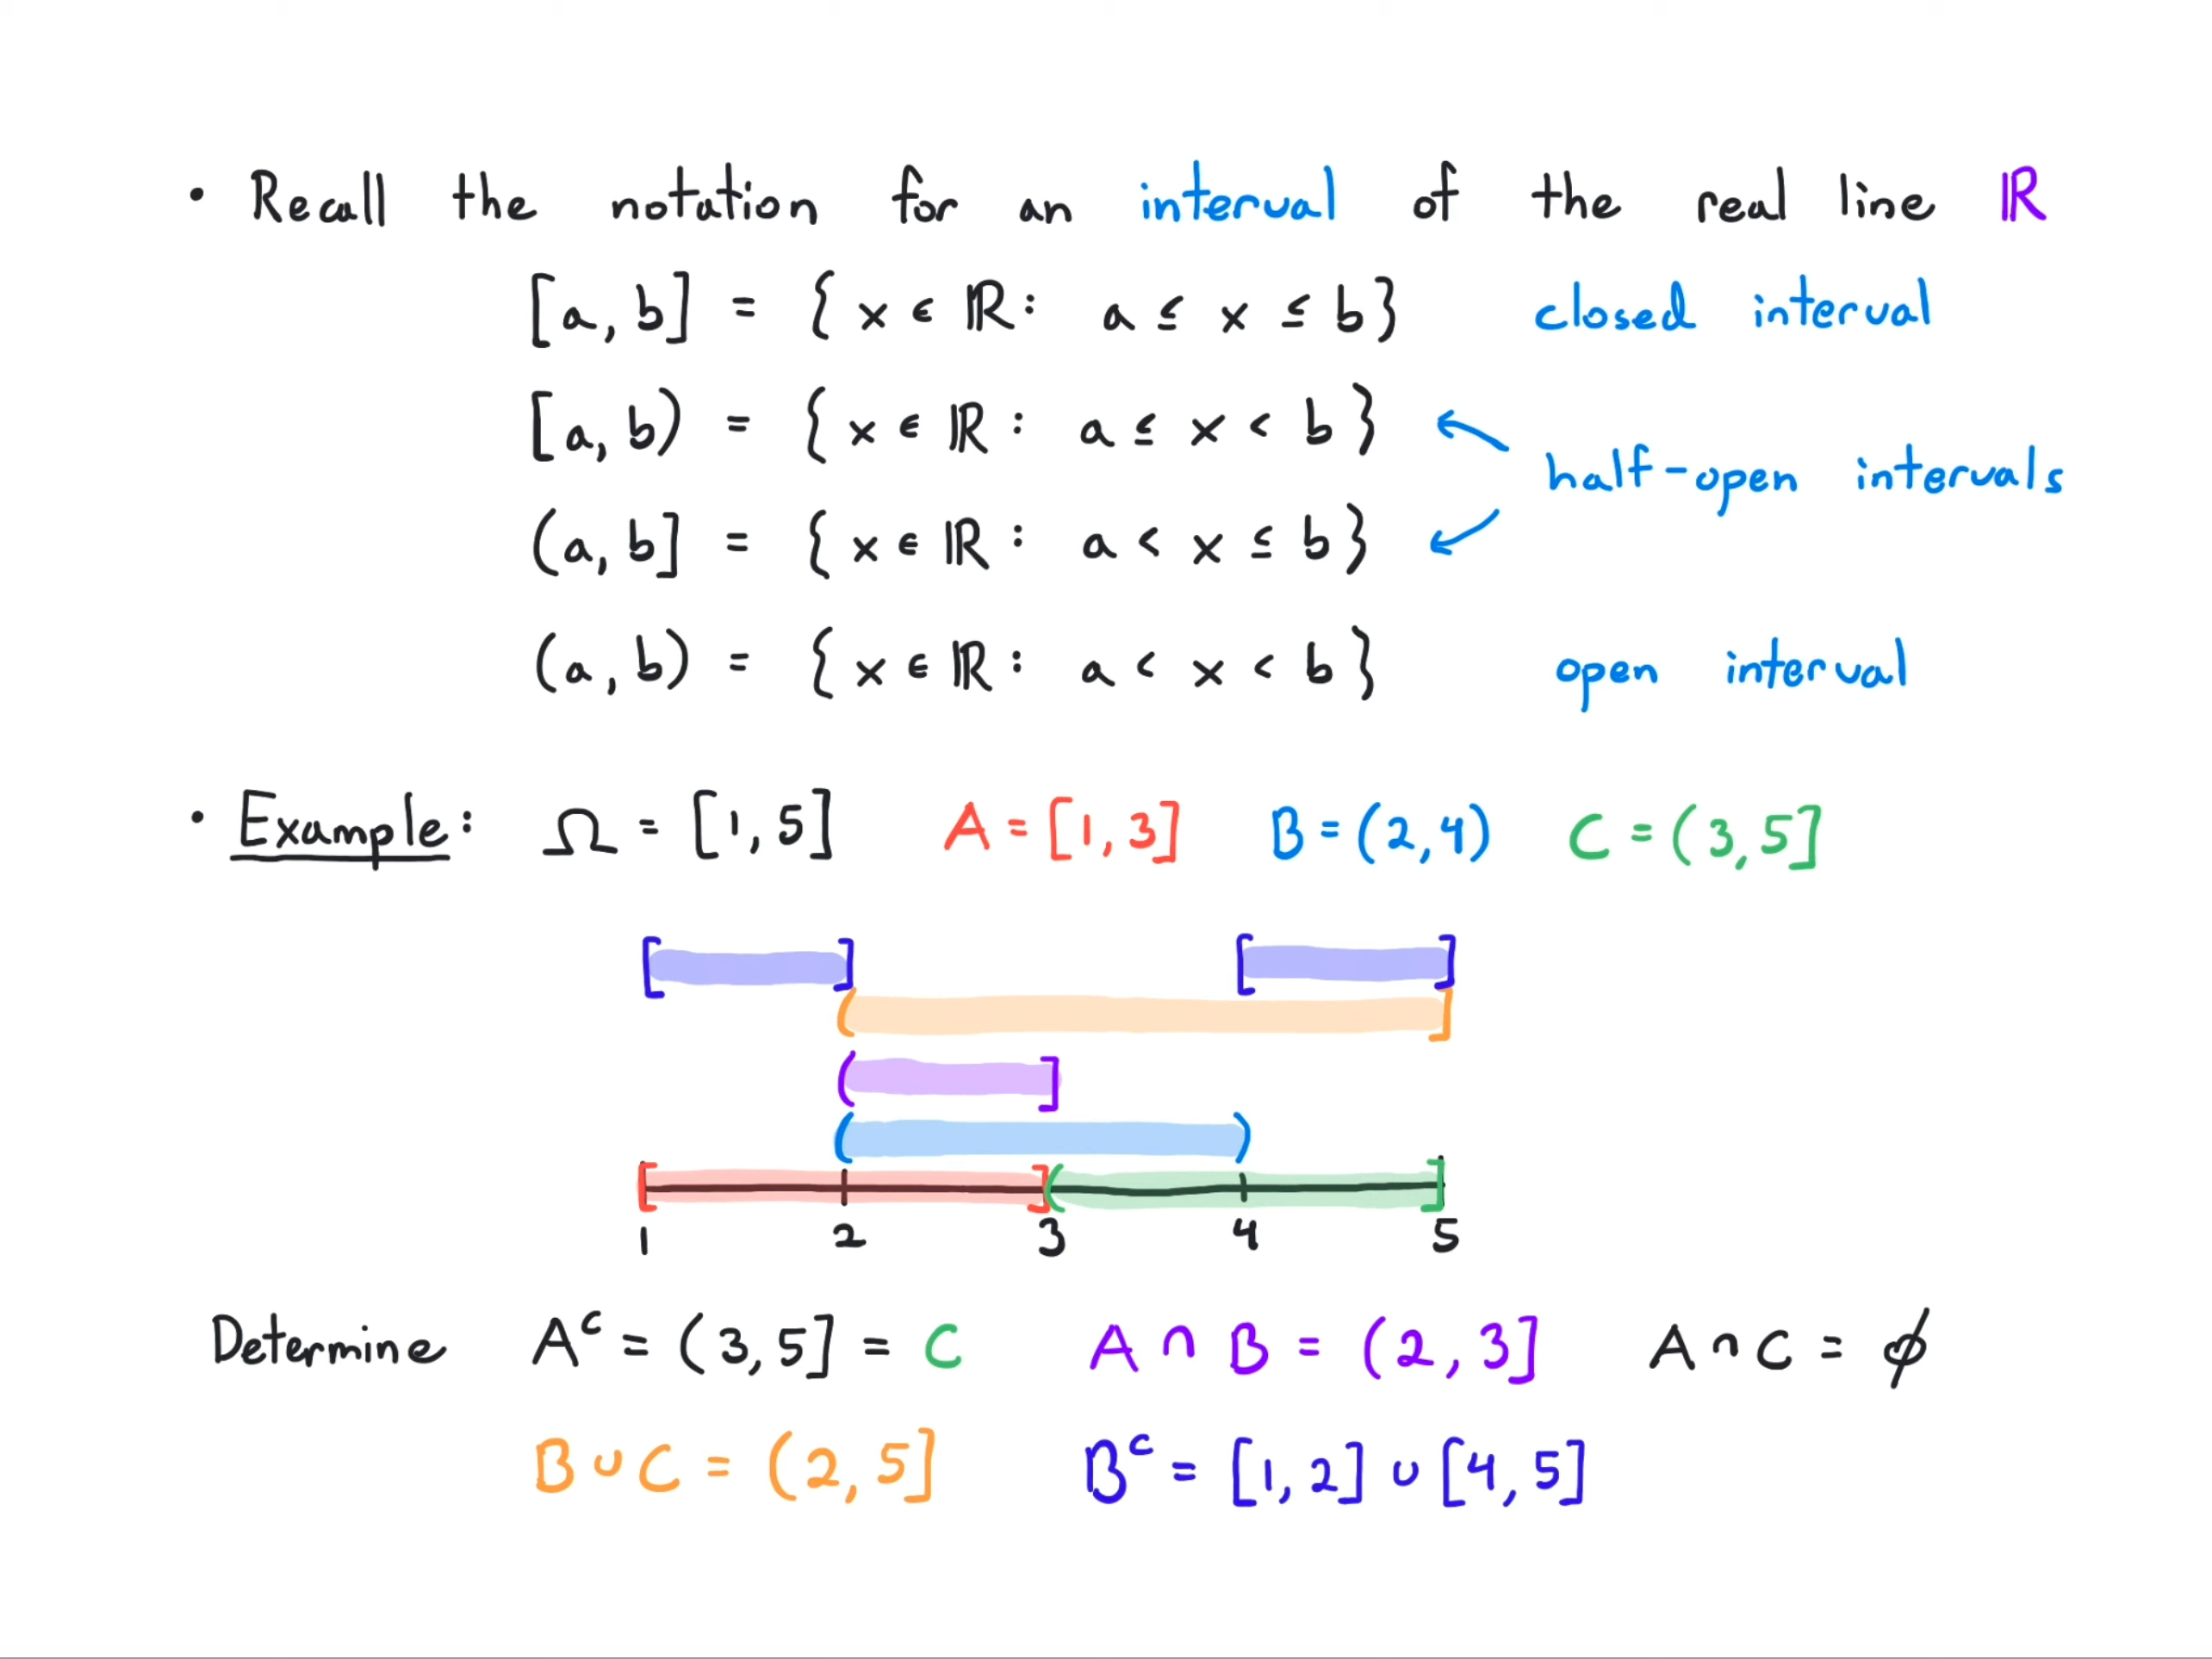 • Recall the notation for an interval of the real line ℝ
[a, b] = { x ∈ ℝ : a ≤ x ≤ b } closed interval
[a, b) = { x ∈ ℝ : a ≤ x < b }
half-open intervals
(a, b] = { x ∈ ℝ : a < x ≤ b }
(a, b) = { x ∈ ℝ : a < x < b } open interval
• Example: Ω = [1, 5] A = [1, 3] B = (2, 4) C = (3, 5]
1 2 3 4 5
Determine Aᶜ = (3, 5] = C A ∩ B = (2, 3] A ∩ C = ϕ
B ∪ C = (2, 5] Bᶜ = [1, 2] ∪ [4, 5]